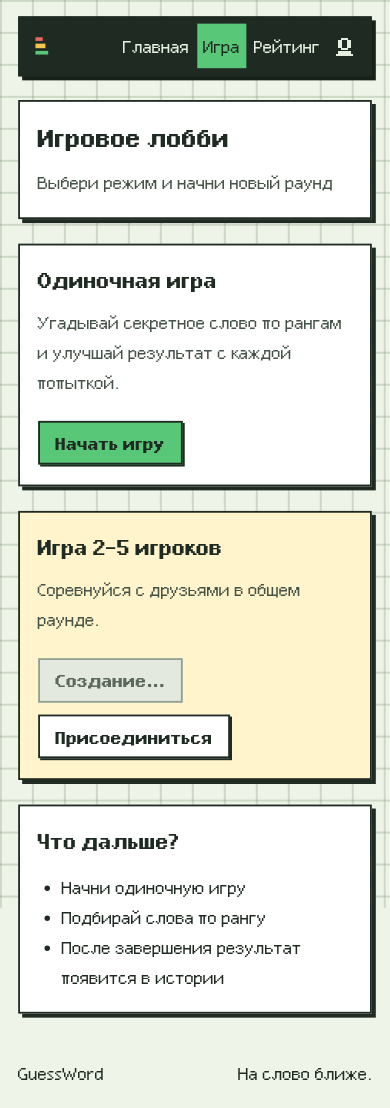 Главная Игра Рейтинг
Игровое лобби
Выбери режим и начни новый раунд
Одиночная игра
Угадывай секретное слово по рангам
и улучшай результат с каждой
попыткой.
Начать игру
Игра 2–5 игроков
Соревнуйся с друзьями в общем
раунде.
Создание...
Присоединиться
Что дальше?
• Начни одиночную игру
• Подбирай слова по рангу
• После завершения результат
появится в истории
GuessWord На слово ближе.